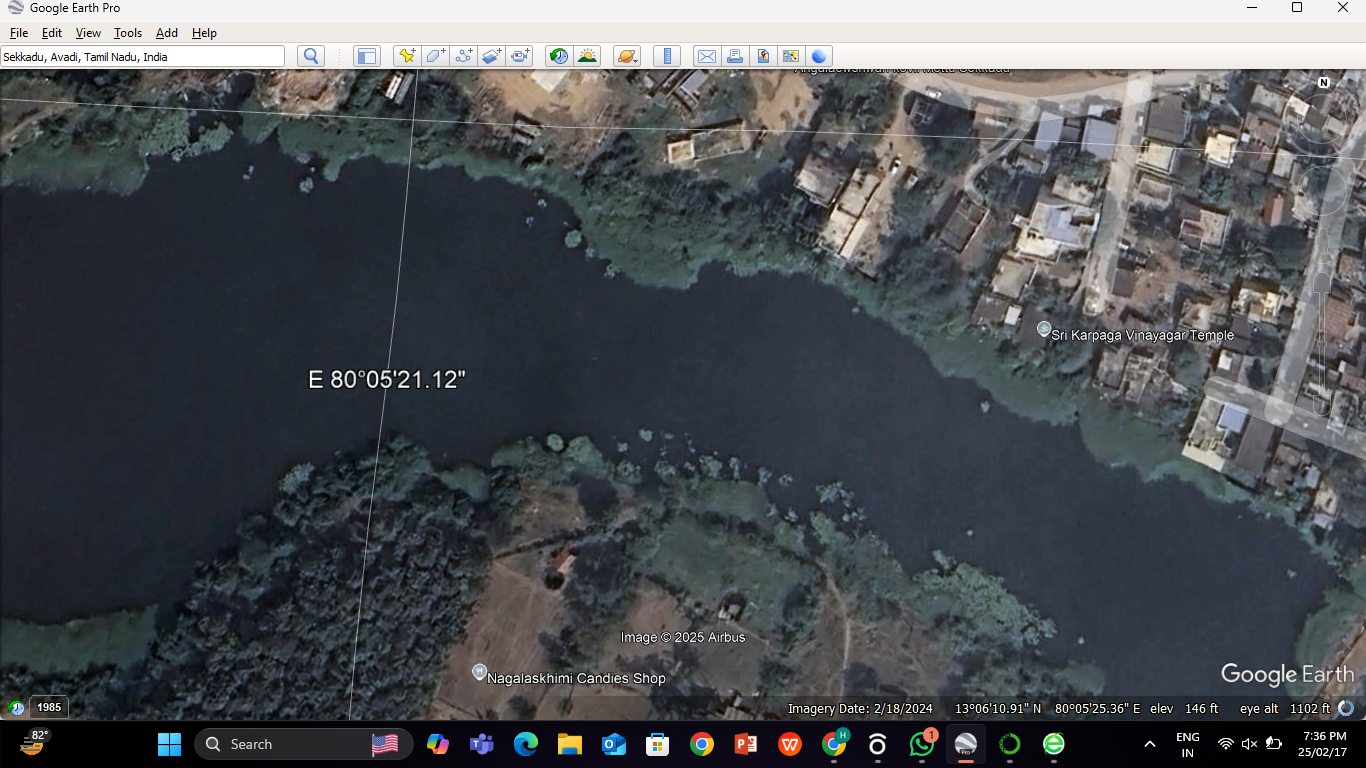 Google Earth Pro
File Edit View Tools Add Help
Sekkadu, Avadi, Tamil Nadu, India
N
Sri Karpaga Vinayagar Temple
E 80°05'21.12"
Image © 2025 Airbus
Nagalaskhimi Candies Shop
Google Earth
1985
Imagery Date: 2/18/2024 13°06'10.91" N 80°05'25.36" E elev 146 ft eye alt 1102 ft
82°
Search
H
1
Pro
ENG
IN
7:36 PM
25/02/17